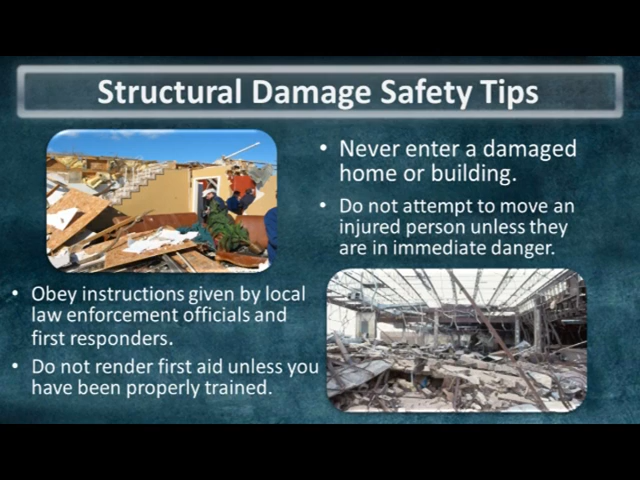 Structural Damage Safety Tips
• Never enter a damaged
home or building.
• Do not attempt to move an
injured person unless they
are in immediate danger.
• Obey instructions given by local
law enforcement officials and
first responders.
• Do not render first aid unless you
have been properly trained.